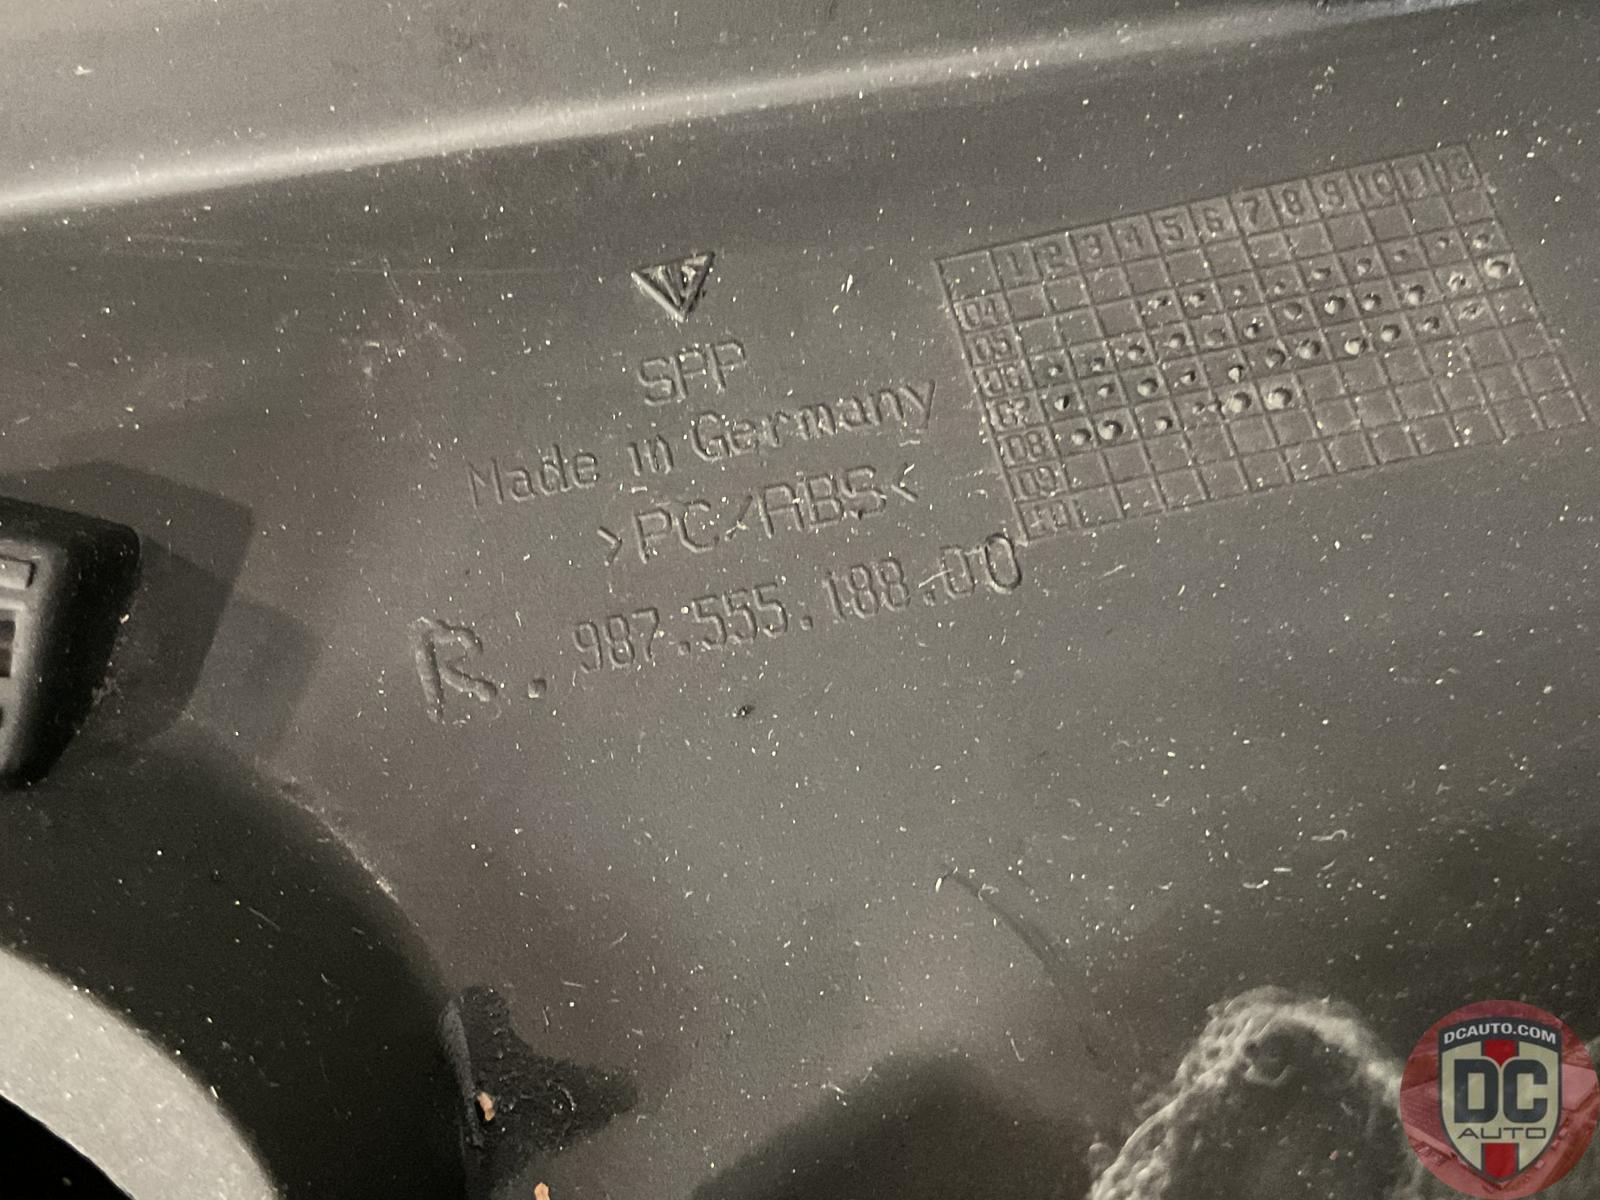 SPP
Made in Germany
>PC/ABS<
R. 987.555.188.00
1 2 3 4 5 6 7 8 9 10 11 12
04
05
06
07
08
09
10
DCAUTO.COM
DC
AUTO